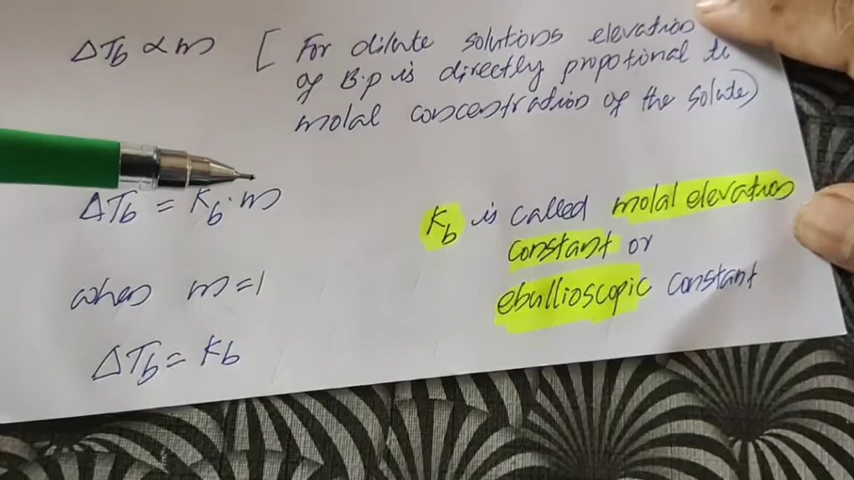 ΔTb ∝ m [ For dilute solutions elevation
of B.p is directly proportional to
molal concentration of the solute)
ΔTb = Kb·m
Kb is called molal elevation
constant or
ebullioscopic constant
when m=1
ΔTb = Kb